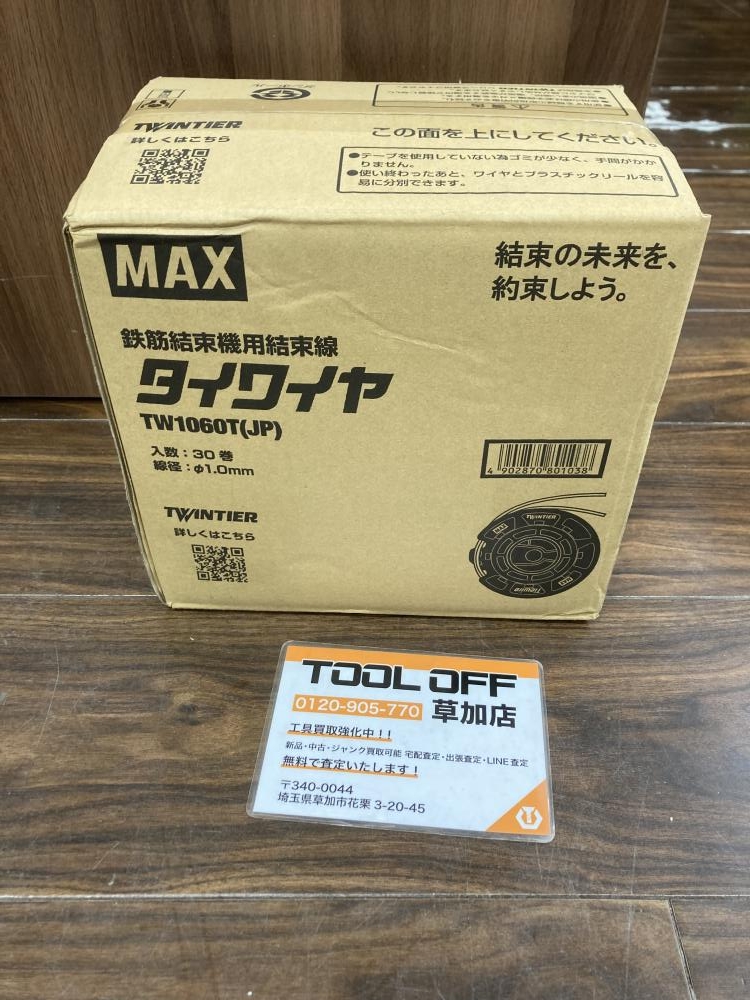 TWINTIER
詳しくはこちら
この面を上にしてください。
●テープを使用していない為ゴミが少なく、手間がかか
りません。
●使い終わったあと、ワイヤとプラスチックリールを容
易に分別できます。
MAX
結束の未来を、
約束しよう。
鉄筋結束機用結束線
タイワイヤ
TW1060T(JP)
入数：30巻
線径：φ1.0mm
4 902870 801038
TWINTIER
詳しくはこちら
TWINTIER
MAX
TOOL OFF
0120-905-770 草加店
工具買取強化中！！
新品・中古・ジャンク買取可能 宅配査定・出張査定・LINE査定
無料で査定いたします！
〒340-0044
埼玉県草加市花栗 3-20-45